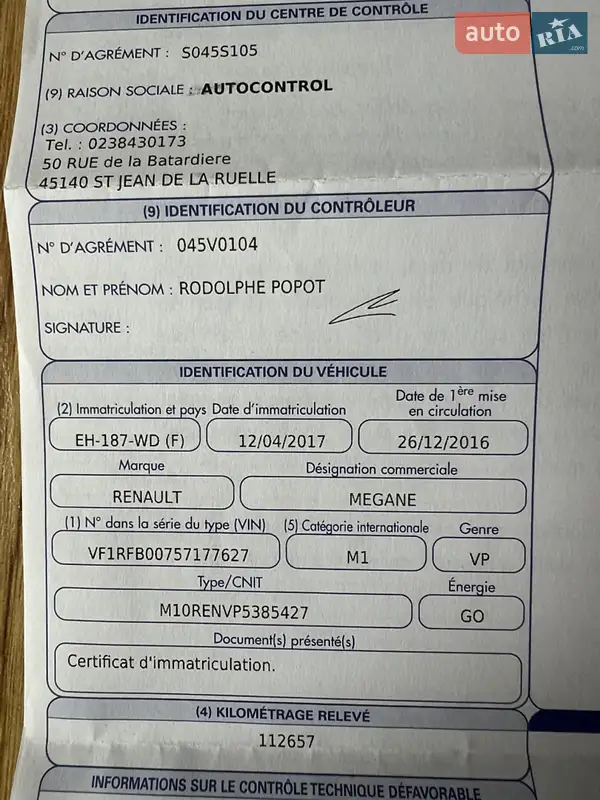 auto RIA .com
IDENTIFICATION DU CENTRE DE CONTRÔLE
N° D'AGRÉMENT : S045S105
(9) RAISON SOCIALE : AUTOCONTROL
(3) COORDONNÉES :
Tel. : 0238430173
50 RUE de la Batardiere
45140 ST JEAN DE LA RUELLE
(9) IDENTIFICATION DU CONTRÔLEUR
N° D'AGRÉMENT : 045V0104
NOM ET PRÉNOM : RODOLPHE POPOT
SIGNATURE :
IDENTIFICATION DU VÉHICULE
(2) Immatriculation et pays Date d'immatriculation Date de 1ère mise en circulation
EH-187-WD (F) 12/04/2017 26/12/2016
Marque Désignation commerciale
RENAULT MEGANE
(1) N° dans la série du type (VIN) (5) Catégorie internationale Genre
VF1RFB00757177627 M1 VP
Type/CNIT Énergie
M10RENVP5385427 GO
Document(s) présenté(s)
Certificat d'immatriculation.
(4) KILOMÉTRAGE RELEVÉ
112657
INFORMATIONS SUR LE CONTRÔLE TECHNIQUE DÉFAVORABLE